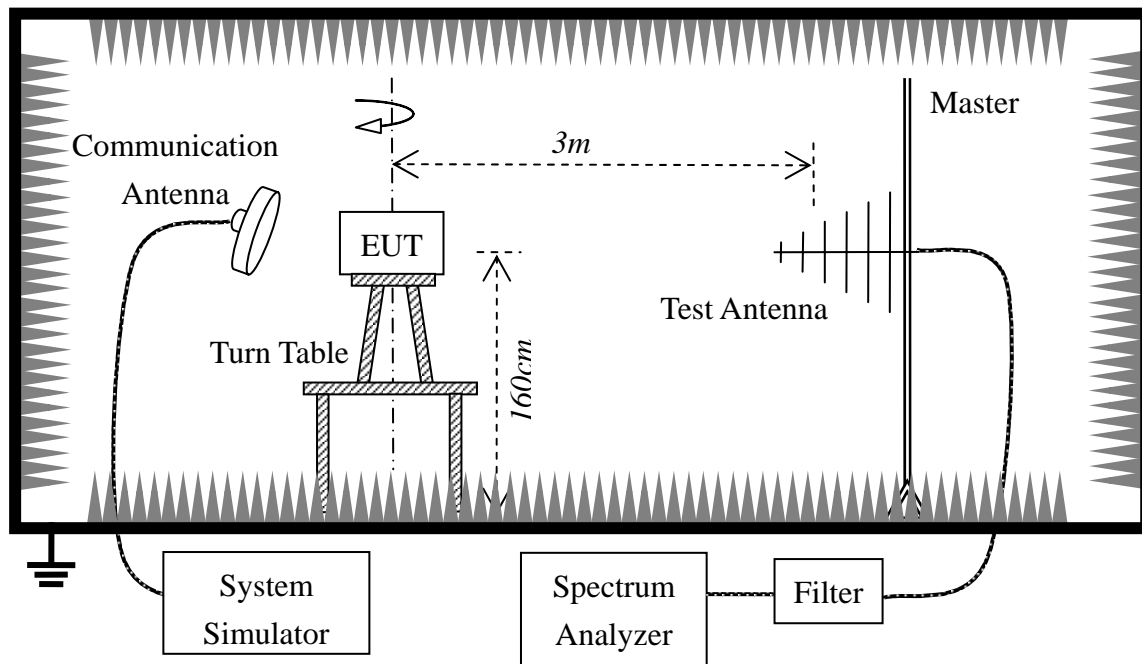 Communication
Antenna
3m
Master
EUT
Test Antenna
Turn Table
160cm
System
Simulator
Spectrum
Analyzer
Filter